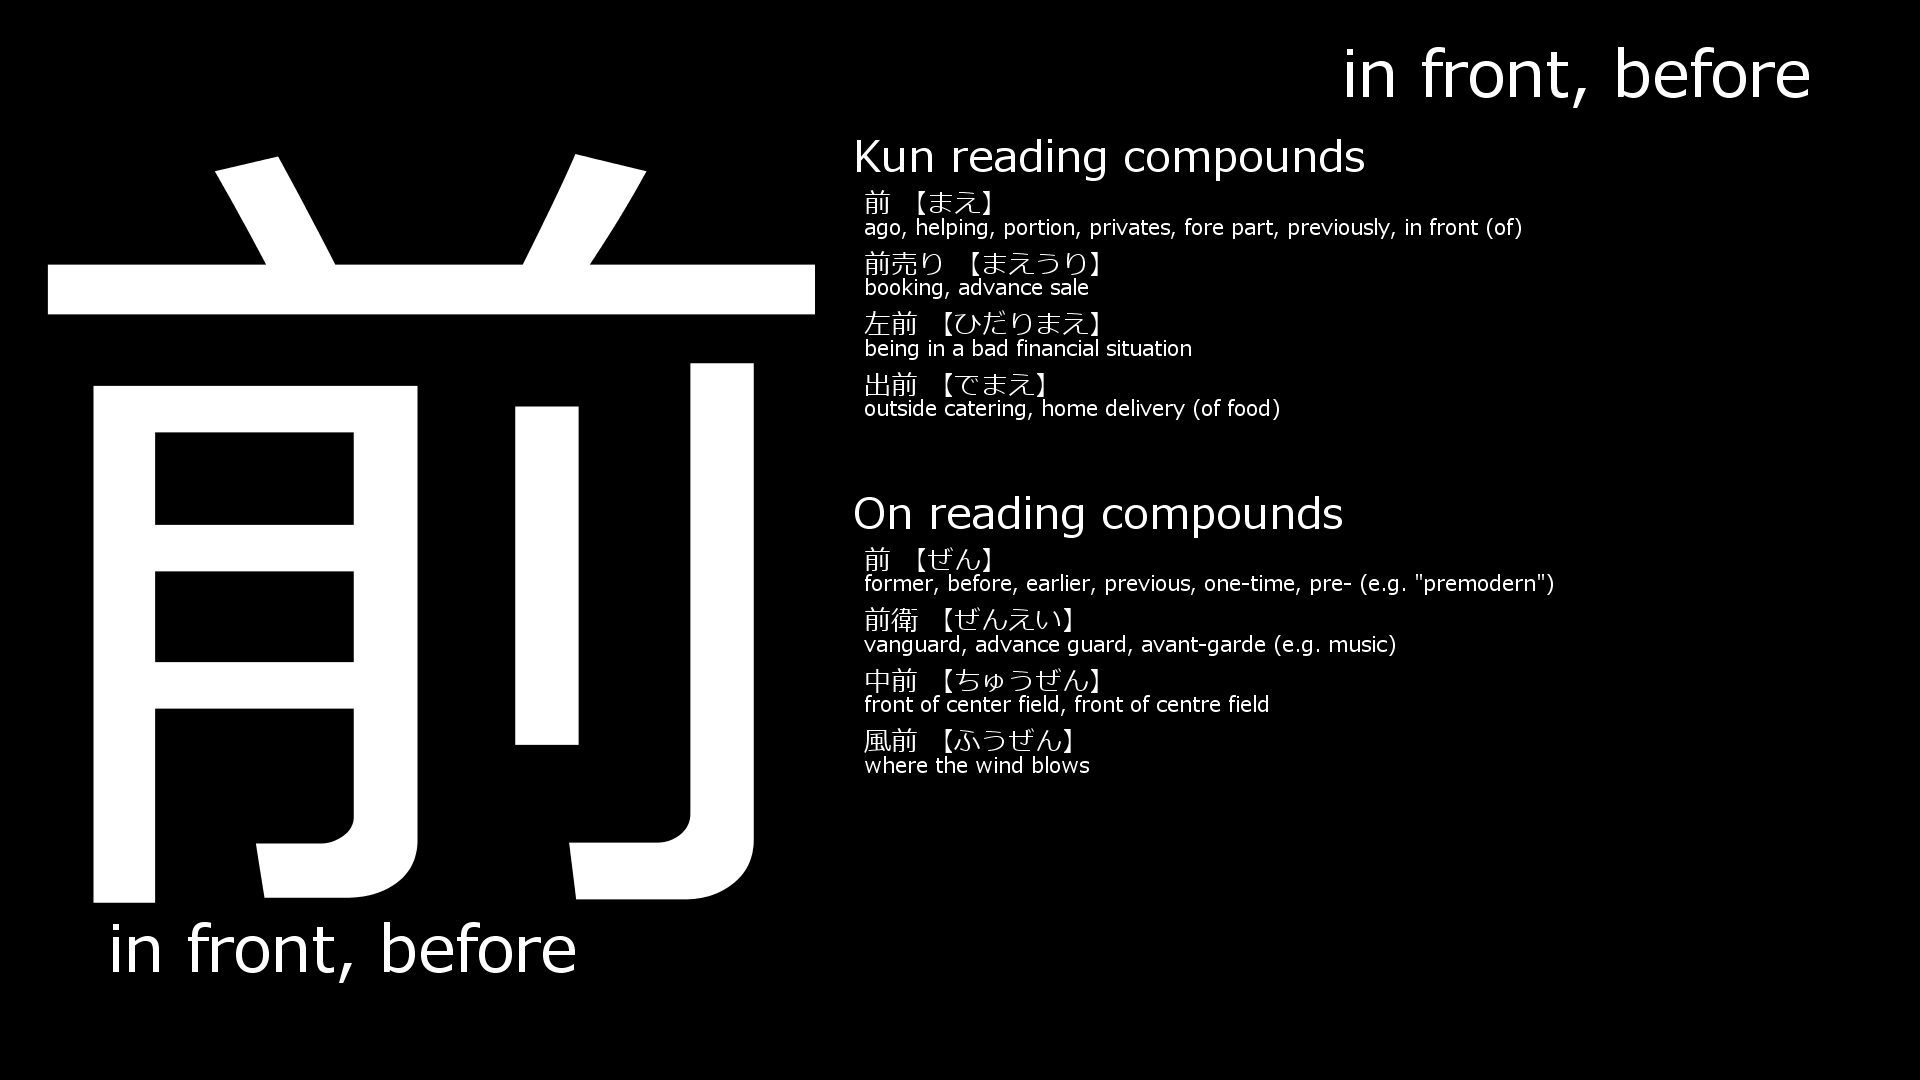 前
in front, before
in front, before
Kun reading compounds
前 【まえ】
ago, helping, portion, privates, fore part, previously, in front (of)
前売り 【まえうり】
booking, advance sale
左前 【ひだりまえ】
being in a bad financial situation
出前 【でまえ】
outside catering, home delivery (of food)
On reading compounds
前 【ぜん】
former, before, earlier, previous, one-time, pre- (e.g. "premodern")
前衛 【ぜんえい】
vanguard, advance guard, avant-garde (e.g. music)
中前 【ちゅうぜん】
front of center field, front of centre field
風前 【ふうぜん】
where the wind blows